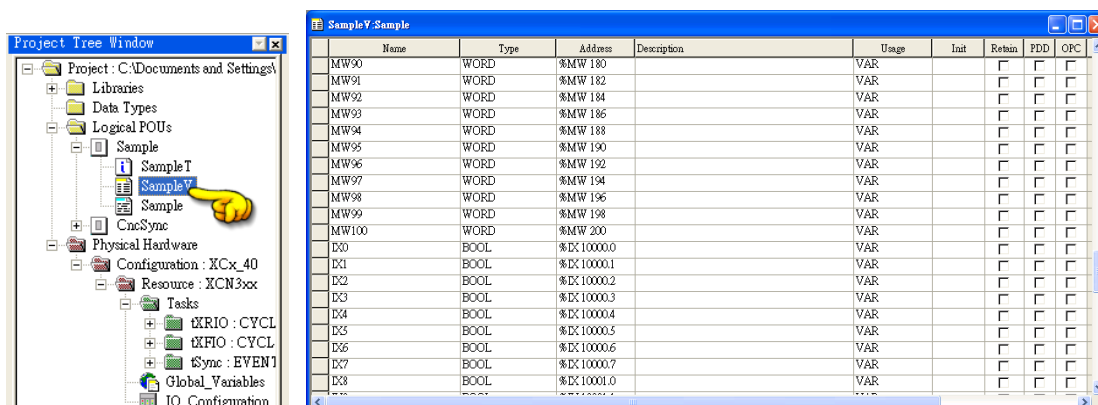 Project Tree Window
Project : C:\Documents and Settings\
Libraries
Data Types
Logical POUs
Sample
SampleT
SampleV
Sample
CncSync
Physical Hardware
Configuration : XCx_40
Resource : XCN3xx
Tasks
tXRIO : CYCL
tXFIO : CYCL
tSync : EVENT
Global_Variables
IO_Configuration
SampleV:Sample
Name Type Address Description Usage Init Retain PDD OPC
MW90 WORD %MW 180 VAR
MW91 WORD %MW 182 VAR
MW92 WORD %MW 184 VAR
MW93 WORD %MW 186 VAR
MW94 WORD %MW 188 VAR
MW95 WORD %MW 190 VAR
MW96 WORD %MW 192 VAR
MW97 WORD %MW 194 VAR
MW98 WORD %MW 196 VAR
MW99 WORD %MW 198 VAR
MW100 WORD %MW 200 VAR
IX0 BOOL %IX 10000.0 VAR
IX1 BOOL %IX 10000.1 VAR
IX2 BOOL %IX 10000.2 VAR
IX3 BOOL %IX 10000.3 VAR
IX4 BOOL %IX 10000.4 VAR
IX5 BOOL %IX 10000.5 VAR
IX6 BOOL %IX 10000.6 VAR
IX7 BOOL %IX 10000.7 VAR
IX8 BOOL %IX 10001.0 VAR